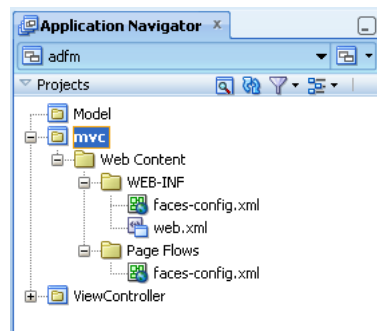 Application Navigator
adfm
Projects
Model
mvc
Web Content
WEB-INF
faces-config.xml
web.xml
Page Flows
faces-config.xml
ViewController